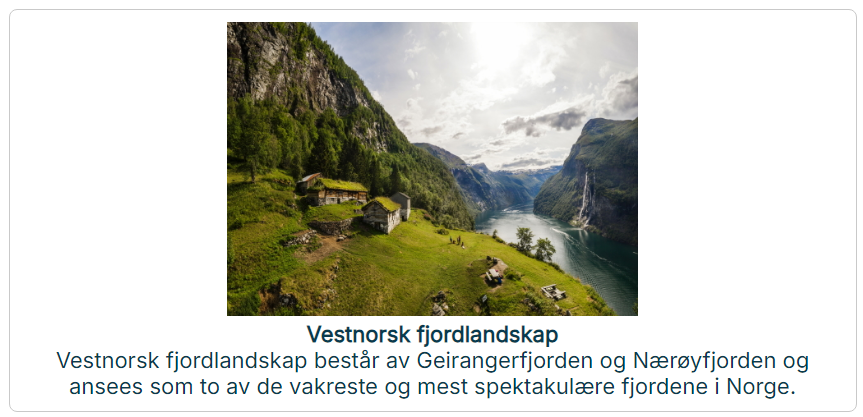 Vestnorsk fjordlandskap
Vestnorsk fjordlandskap består av Geirangerfjorden og Nærøyfjorden og
ansees som to av de vakreste og mest spektakulære fjordene i Norge.